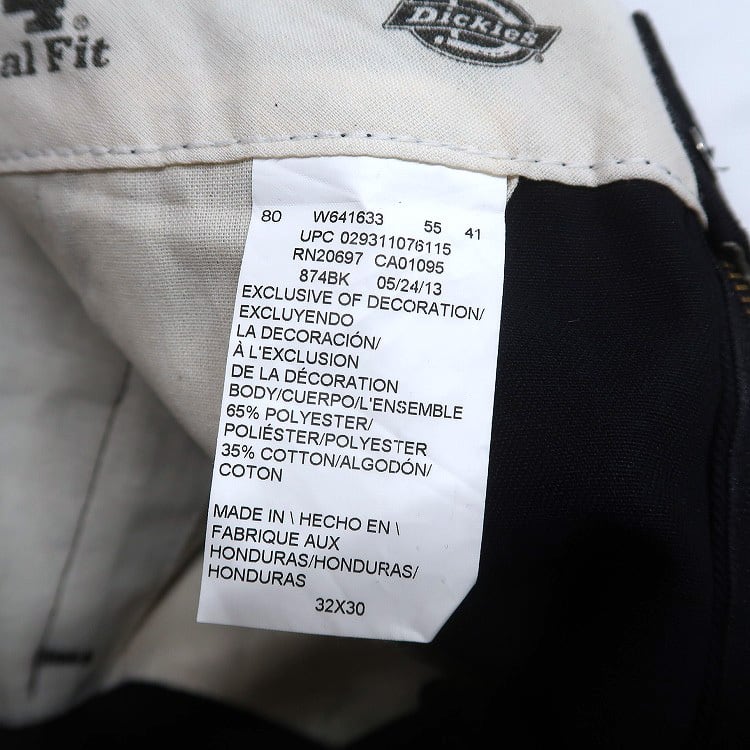 al Fit
®
Dickies
®
80 W641633 55 41
UPC 029311076115
RN20697 CA01095
874BK 05/24/13
EXCLUSIVE OF DECORATION/
EXCLUYENDO
LA DECORACIÓN/
À L'EXCLUSION
DE LA DÉCORATION
BODY/CUERPO/L'ENSEMBLE
65% POLYESTER/
POLIÉSTER/POLYESTER
35% COTTON/ALGODÓN/
COTON
MADE IN \ HECHO EN \
FABRIQUE AUX
HONDURAS/HONDURAS/
HONDURAS
32X30